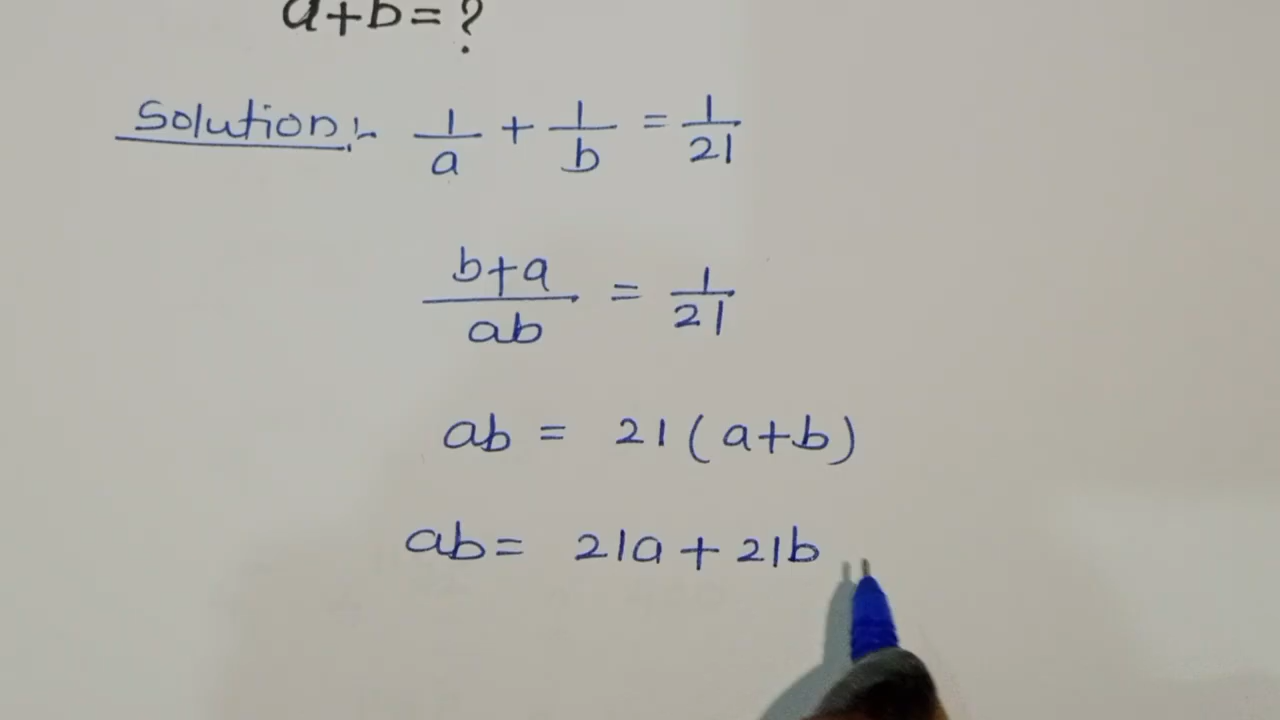 a+b=?
Solution:- 1/a + 1/b = 1/21
b+a/ab = 1/21
ab = 21(a+b)
ab= 21a+21b